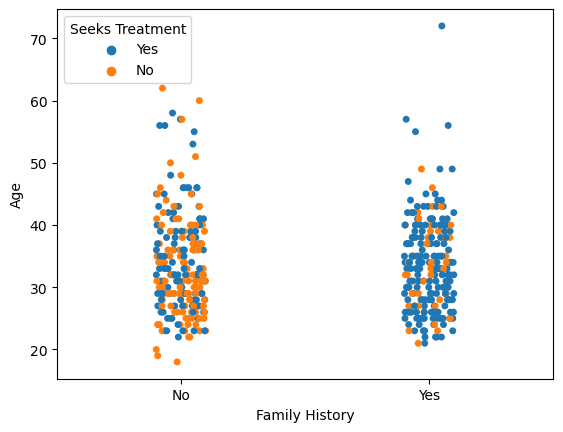 Seeks Treatment
Yes
No
70
60
50
40
30
20
Age
No
Yes
Family History